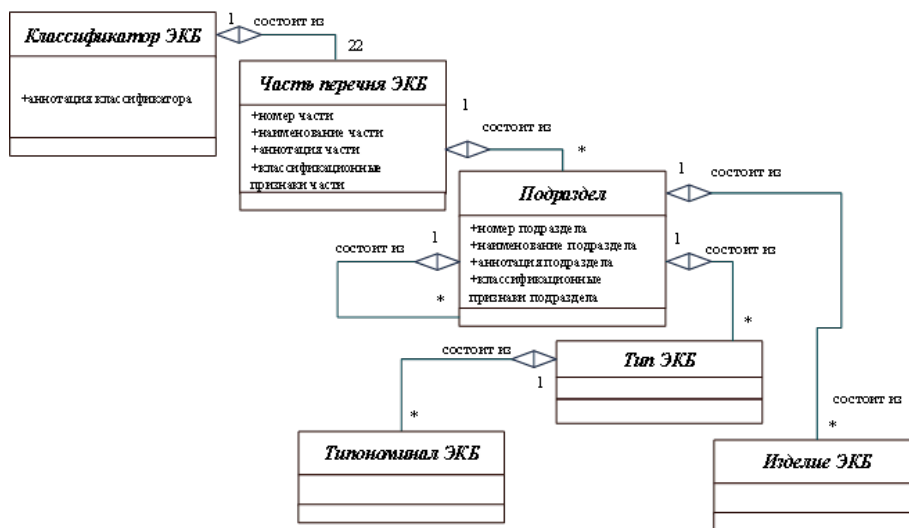 Классификатор ЭКБ
+аннотация классификатора
1
состоит из
22
Часть перечня ЭКБ
+номер части
+наименование части
+аннотация части
+классификационные
признаки части
1
состоит из
*
Подраздел
+номер подраздела
+наименование подраздела
+аннотация подраздела
+классификационные
признаки подраздела
1
состоит из
состоит из
1
*
1
*
Тип ЭКБ
состоит из
1
*
Типономинал ЭКБ
состоит из
*
Изделие ЭКБ